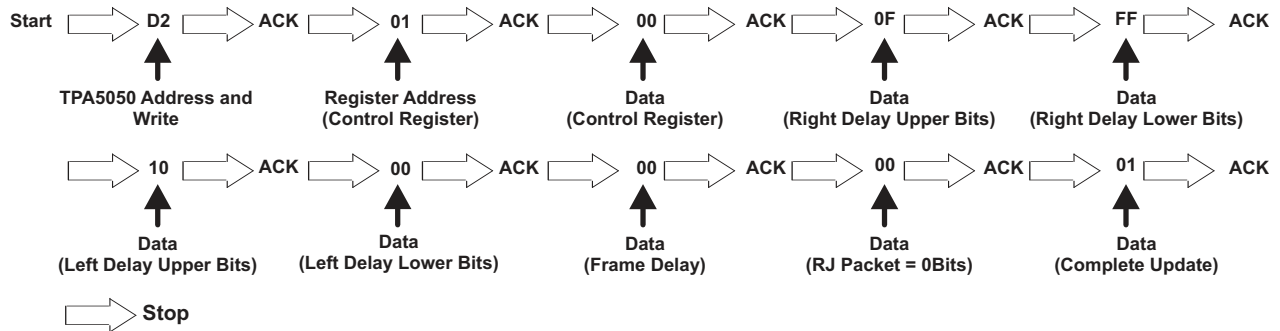 Start D2 ACK 01 ACK 00 ACK 0F ACK FF ACK
TPA5050 Address and Write
Register Address (Control Register)
Data (Control Register)
Data (Right Delay Upper Bits)
Data (Right Delay Lower Bits)
10 ACK 00 ACK 00 ACK 00 ACK 01 ACK
Data (Left Delay Upper Bits)
Data (Left Delay Lower Bits)
Data (Frame Delay)
Data (RJ Packet = 0Bits)
Data (Complete Update)
Stop